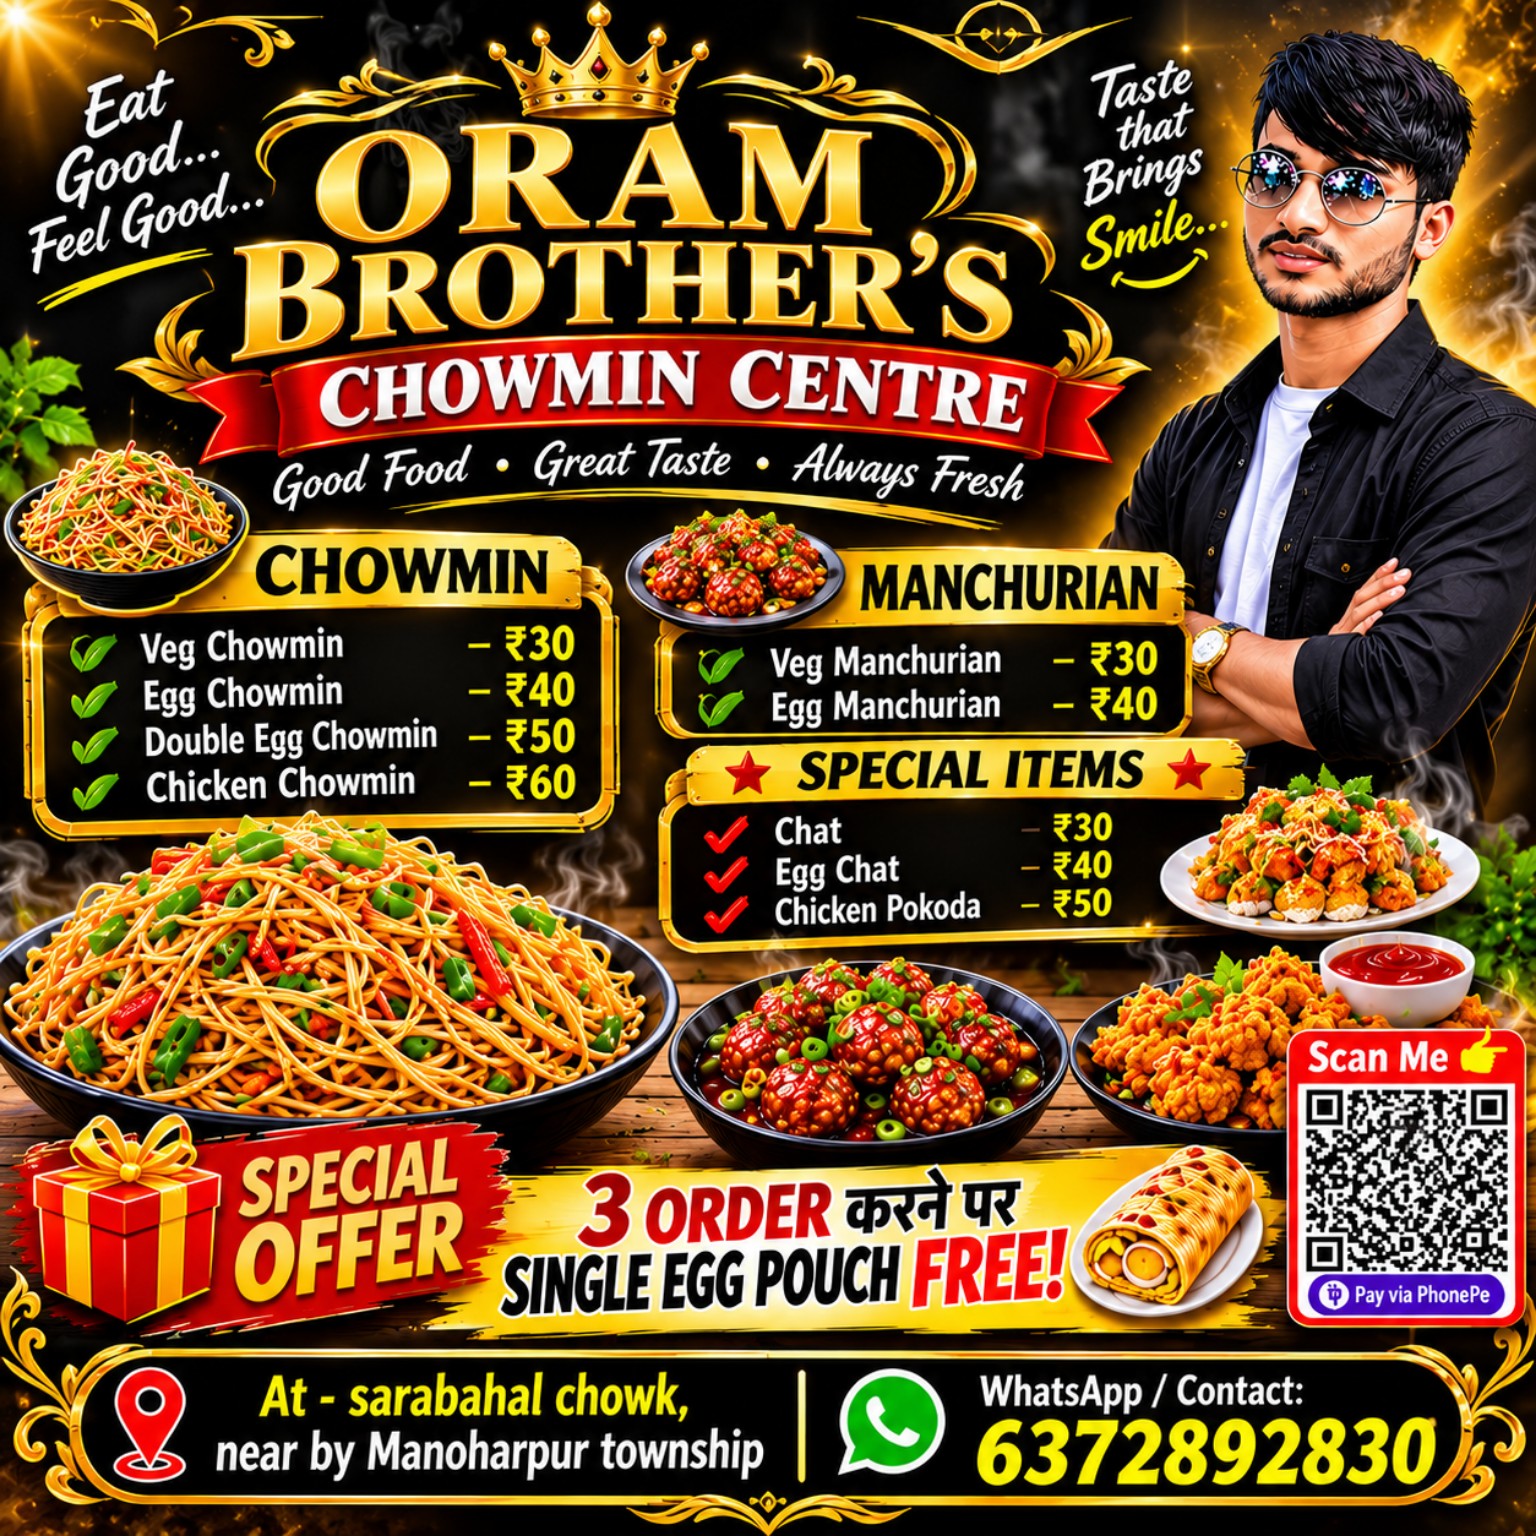 Eat
Good...
Feel Good...
ORAM
BROTHER'S
CHOWMIN CENTRE
Good Food • Great Taste • Always Fresh
Taste
that
Brings
Smile...
CHOWMIN
Veg Chowmin – ₹30
Egg Chowmin – ₹40
Double Egg Chowmin – ₹50
Chicken Chowmin – ₹60
MANCHURIAN
Veg Manchurian – ₹30
Egg Manchurian – ₹40
SPECIAL ITEMS
Chat – ₹30
Egg Chat – ₹40
Chicken Pokoda – ₹50
SPECIAL
OFFER
3 ORDER करने पर
SINGLE EGG POUCH FREE!
Scan Me
Pay via PhonePe
At - sarabahal chowk,
near by Manoharpur township
WhatsApp / Contact:
6372892830